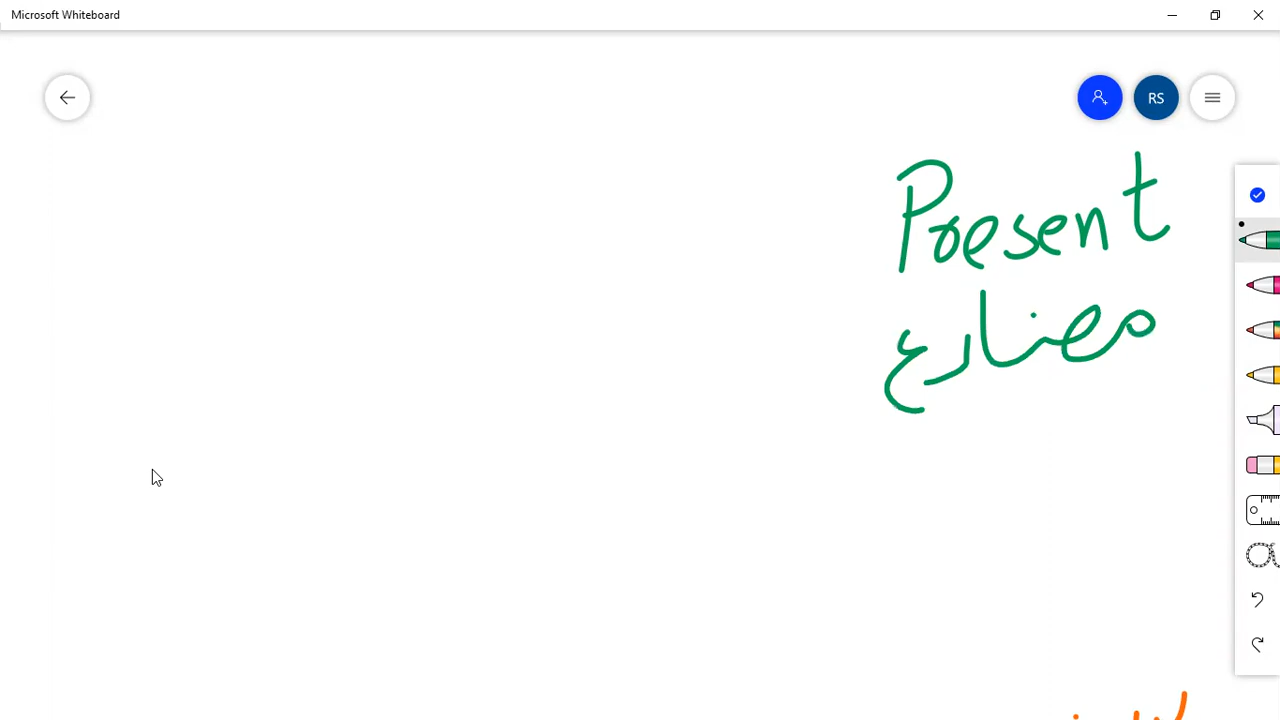 Microsoft Whiteboard
RS
Present
مضارع